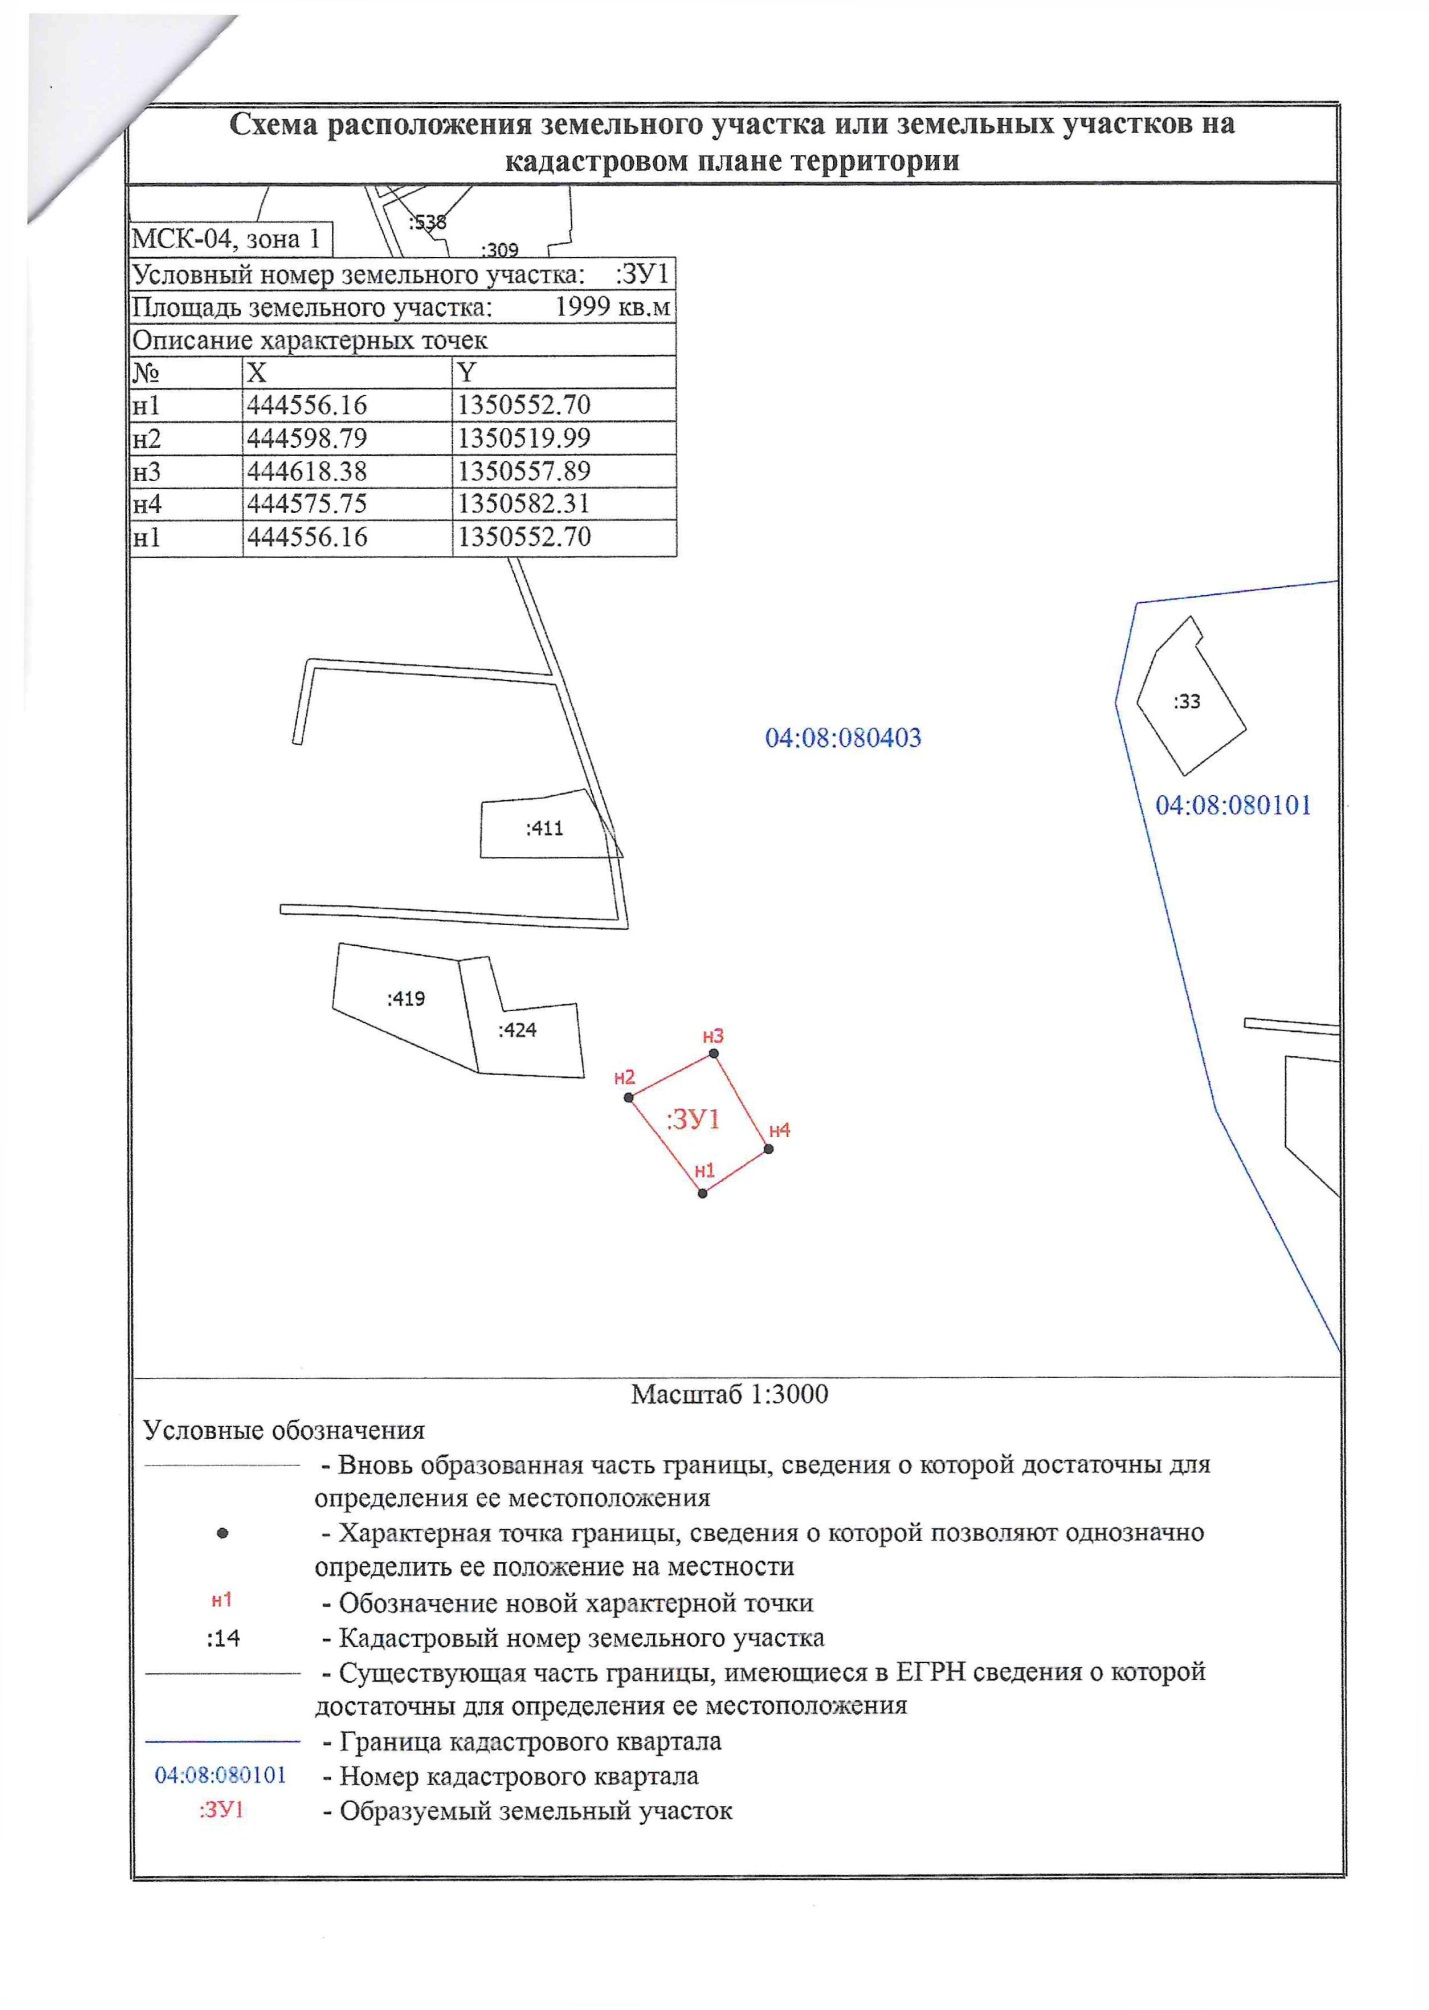 Схема расположения земельного участка или земельных участков на
кадастровом плане территории
:538
:309
МСК-04, зона 1
Условный номер земельного участка: :ЗУ1
Площадь земельного участка: 1999 кв.м
Описание характерных точек
№ X Y
н1 444556.16 1350552.70
н2 444598.79 1350519.99
н3 444618.38 1350557.89
н4 444575.75 1350582.31
н1 444556.16 1350552.70
:33
04:08:080403
04:08:080101
:411
:419
:424
н3
н2
:ЗУ1
н4
н1
Масштаб 1:3000
Условные обозначения
- Вновь образованная часть границы, сведения о которой достаточны для
определения ее местоположения
- Характерная точка границы, сведения о которой позволяют однозначно
определить ее положение на местности
н1 - Обозначение новой характерной точки
:14 - Кадастровый номер земельного участка
- Существующая часть границы, имеющиеся в ЕГРН сведения о которой
достаточны для определения ее местоположения
- Граница кадастрового квартала
04:08:080101 - Номер кадастрового квартала
:ЗУ1 - Образуемый земельный участок